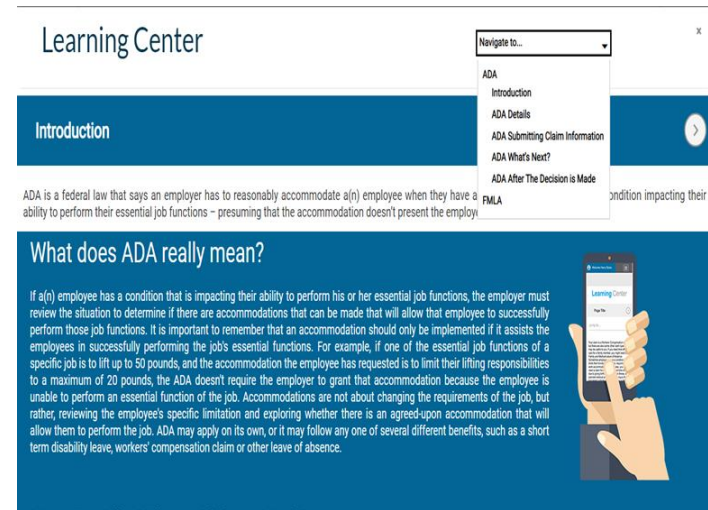 Learning Center
Navigate to...
x
ADA
Introduction
ADA Details
ADA Submitting Claim Information
ADA What's Next?
ADA After The Decision is Made
FMLA
Introduction
ADA is a federal law that says an employer has to reasonably accommodate a(n) employee when they have a ondition impacting their
ability to perform their essential job functions – presuming that the accommodation doesn't present the employ
What does ADA really mean?
If a(n) employee has a condition that is impacting their ability to perform his or her essential job functions, the employer must
review the situation to determine if there are accommodations that can be made that will allow that employee to successfully
perform those job functions. It is important to remember that an accommodation should only be implemented if it assists the
employees in successfully performing the job's essential functions. For example, if one of the essential job functions of a
specific job is to lift up to 50 pounds, and the accommodation the employee has requested is to limit their lifting responsibilities
to a maximum of 20 pounds, the ADA doesn't require the employer to grant that accommodation because the employee is
unable to perform an essential function of the job. Accommodations are not about changing the requirements of the job, but
rather, reviewing the employee's specific limitation and exploring whether there is an agreed-upon accommodation that will
allow them to perform the job. ADA may apply on its own, or it may follow any one of several different benefits, such as a short
term disability leave, workers' compensation claim or other leave of absence.
Learning Center
Page Title